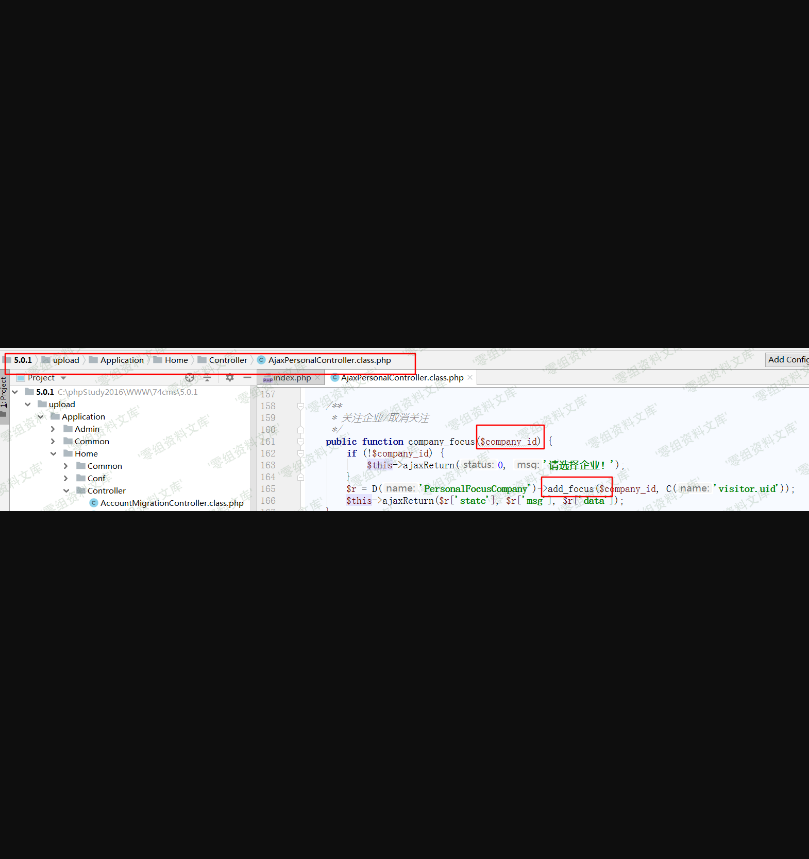 5.0.1 upload Application Home Controller AjaxPersonalController.class.php Add Config
1: Project
Project
index.php AjaxPersonalController.class.php
5.0.1 C:\phpStudy2016\WWW\74cms\5.0.1
upload
Application
Admin
Common
Home
Common
Conf
Controller
AccountMigrationController.class.php
157
158 /**
159 * 关注企业/取消关注
160 */
161 public function company_focus($company_id) {
162 if (!$company_id) {
163 $this->ajaxReturn( status: 0, msg: '请选择企业!');
164 }
165 $r = D( name: 'PersonalFocusCompany')->add_focus($company_id, C( name: 'visitor.uid'));
166 $this->ajaxReturn($r['state'], $r['msg'], $r['data']);
零组资料文库